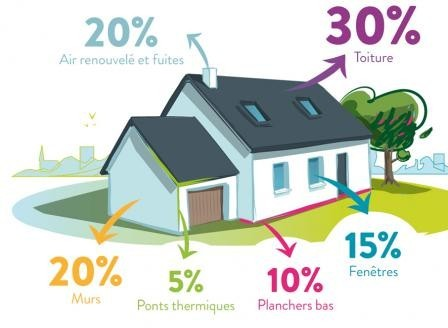 20%
Air renouvelé et fuites
30%
Toiture
20%
Murs
5%
Ponts thermiques
10%
Planchers bas
15%
Fenêtres